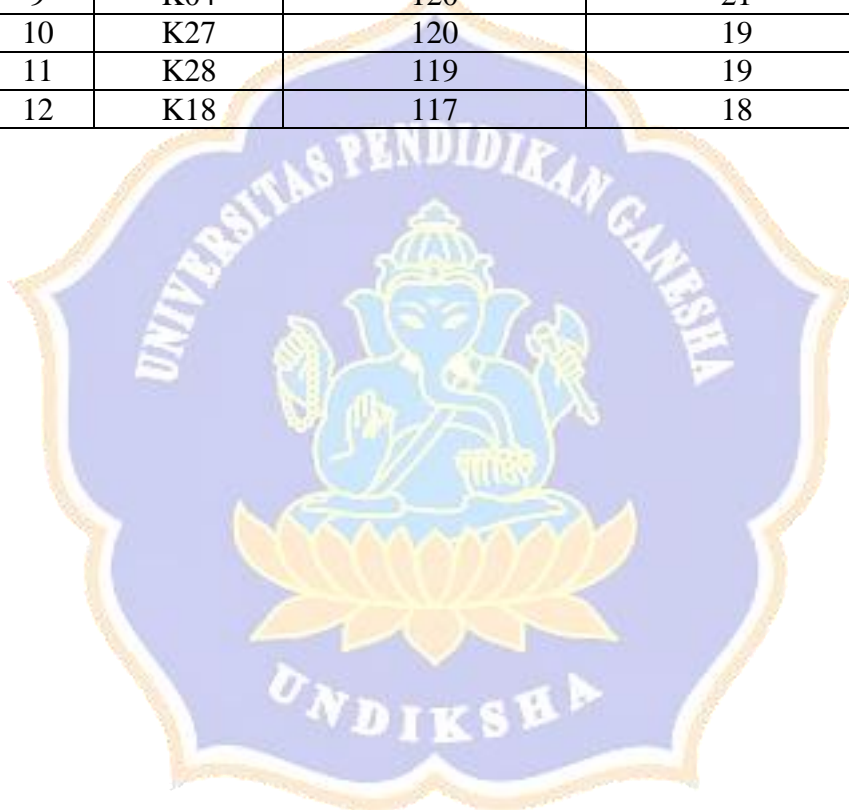 10 K27 120 19
11 K28 119 19
12 K18 117 18
UNIVERSITAS PENDIDIKAN GANESHA
UNDIKSHA